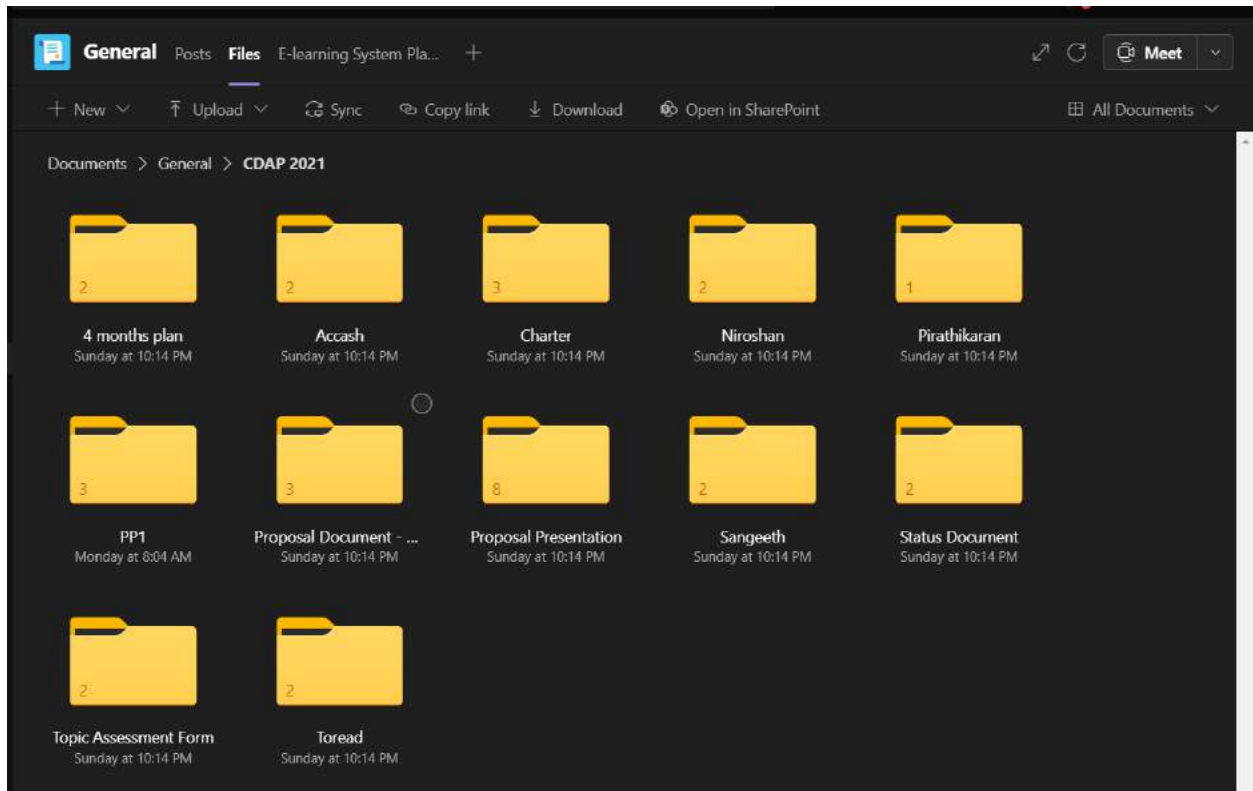 General Posts Files E-learning System Pla... Meet
New Upload Sync Copy link Download Open in SharePoint All Documents
Documents > General > CDAP 2021
2 2 3 2 1
4 months plan Accash Charter Niroshan Pirathikaran
Sunday at 10:14 PM Sunday at 10:14 PM Sunday at 10:14 PM Sunday at 10:14 PM Sunday at 10:14 PM
3 3 8 2 2
PP1 Proposal Document - ... Proposal Presentation Sangeeth Status Document
Monday at 8:04 AM Sunday at 10:14 PM Sunday at 10:14 PM Sunday at 10:14 PM Sunday at 10:14 PM
2 2
Topic Assessment Form Toread
Sunday at 10:14 PM Sunday at 10:14 PM